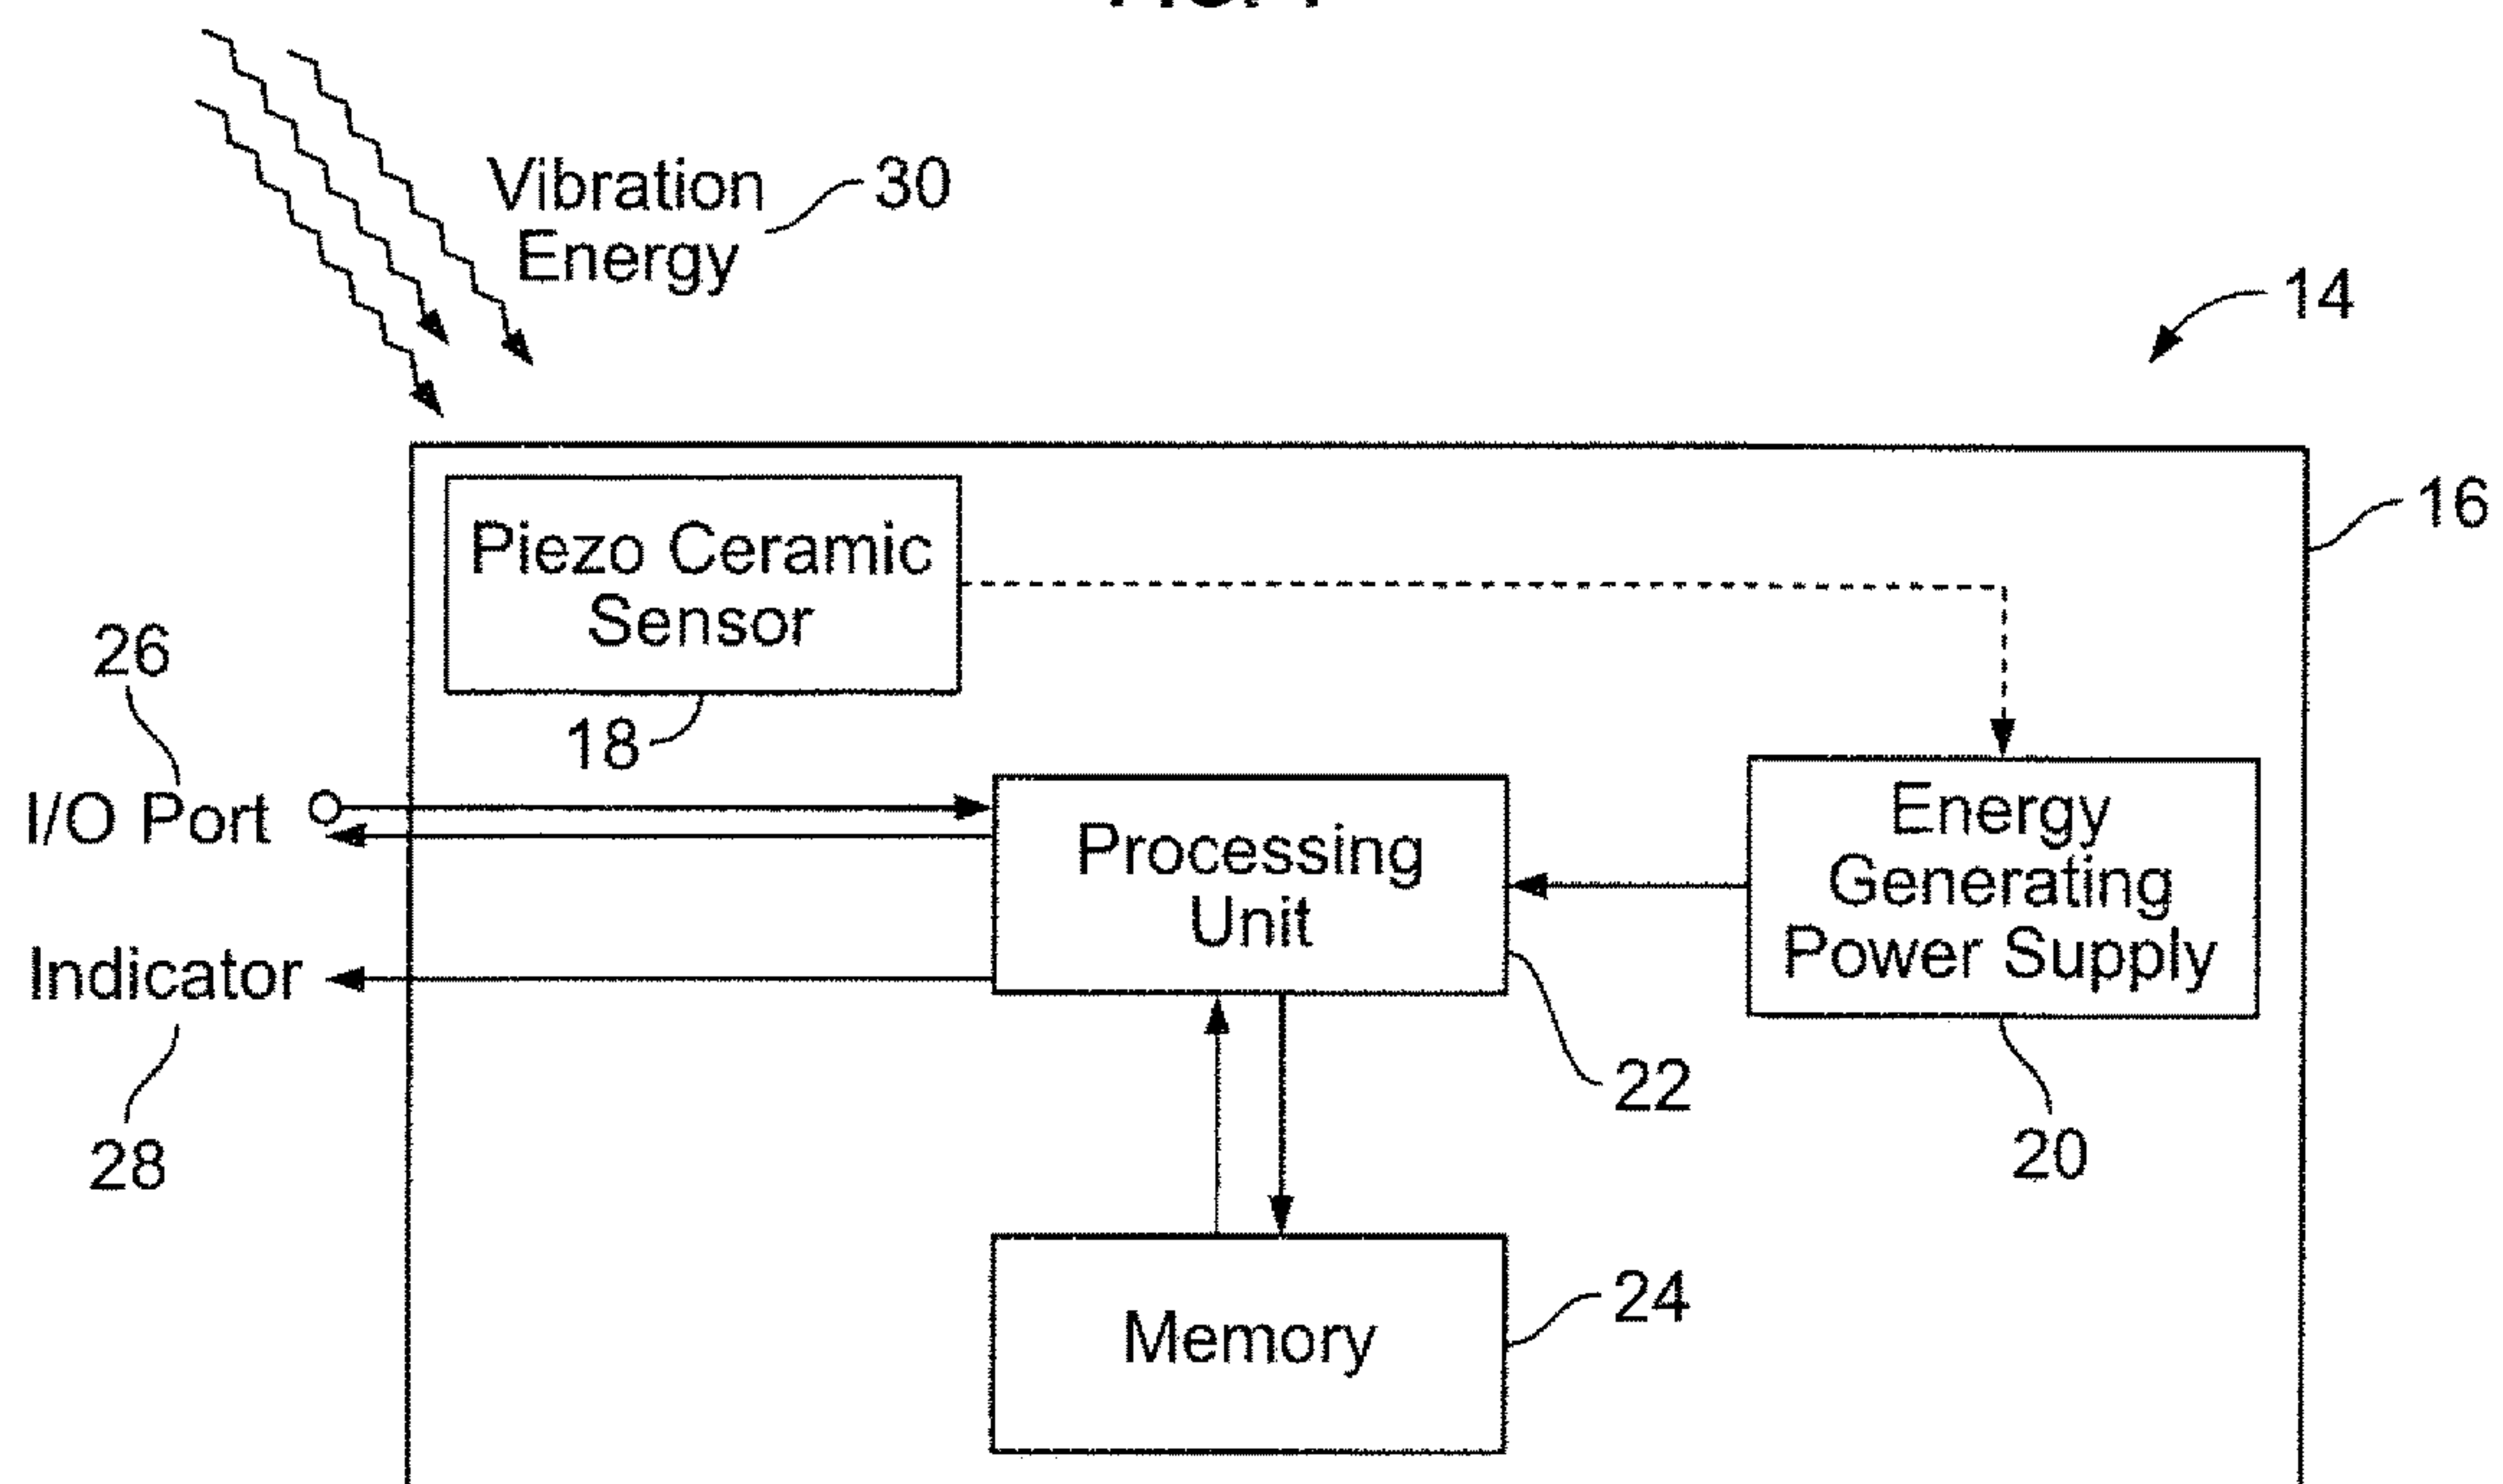 Vibration
Energy
30
14
16
Piezo Ceramic
Sensor
18
26
I/O Port
Indicator
28
Processing
Unit
22
Energy
Generating
Power Supply
20
Memory
24